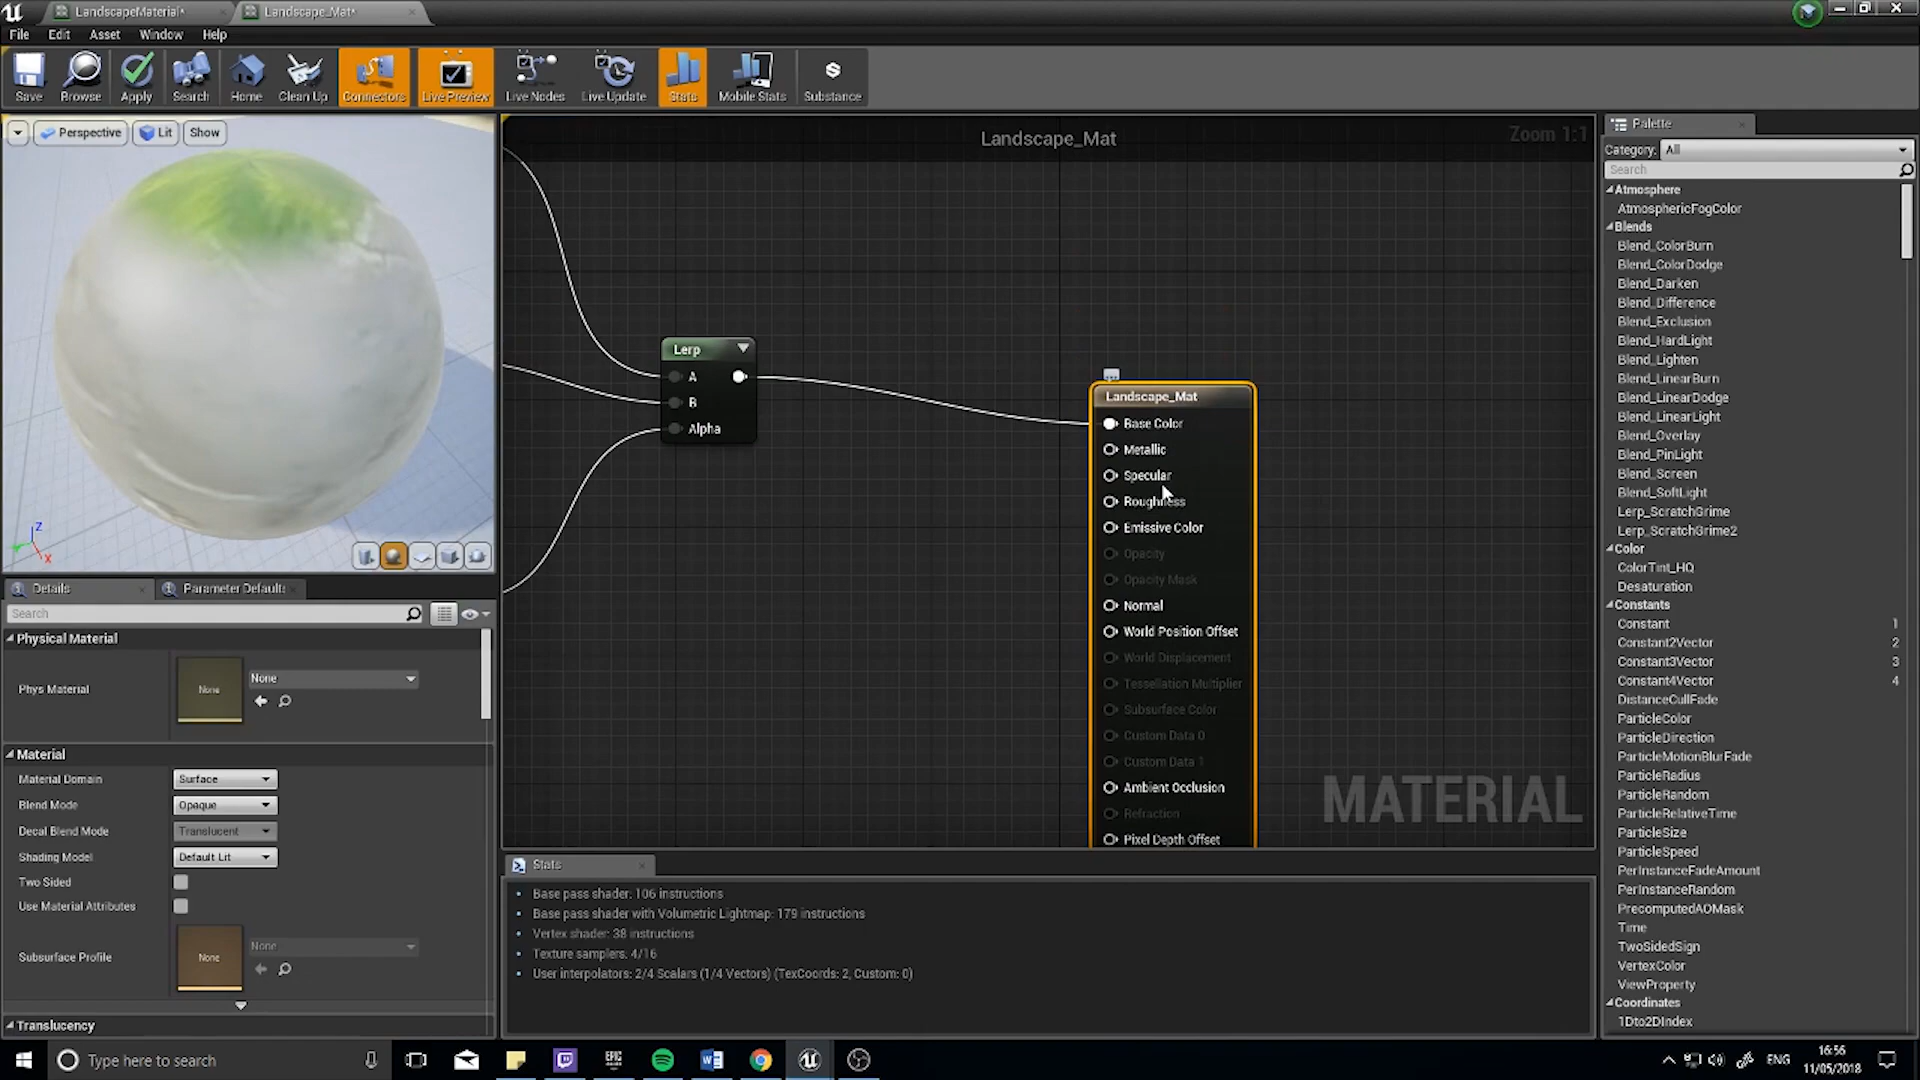 LandscapeMaterial*
Landscape_Mat*
File Edit Asset Window Help
Save Browse Apply Search Home Clean Up Connectors Live Preview Live Nodes Live Update Stats Mobile Stats Substance
Perspective Lit Show
Landscape_Mat
Zoom 1:1
Lerp
A
B
Alpha
Landscape_Mat
Base Color
Metallic
Specular
Roughness
Emissive Color
Opacity
Opacity Mask
Normal
World Position Offset
World Displacement
Tessellation Multiplier
Subsurface Color
Custom Data 0
Custom Data 1
Ambient Occlusion
Refraction
Pixel Depth Offset
MATERIAL
Z
X
Details
Parameter Defaults
Search
Physical Material
Phys Material
None
None
Material
Material Domain Surface
Blend Mode Opaque
Decal Blend Mode Translucent
Shading Model Default Lit
Two Sided
Use Material Attributes
Subsurface Profile
None
None
Translucency
Stats
Base pass shader: 106 instructions
Base pass shader with Volumetric Lightmap: 179 instructions
Vertex shader: 38 instructions
Texture samplers: 4/16
User interpolators: 2/4 Scalars (1/4 Vectors) (TexCoords: 2, Custom: 0)
Palette
Category: All
Search
Atmosphere
AtmosphericFogColor
Blends
Blend_ColorBurn
Blend_ColorDodge
Blend_Darken
Blend_Difference
Blend_Exclusion
Blend_HardLight
Blend_Lighten
Blend_LinearBurn
Blend_LinearDodge
Blend_LinearLight
Blend_Overlay
Blend_PinLight
Blend_Screen
Blend_SoftLight
Lerp_ScratchGrime
Lerp_ScratchGrime2
Color
ColorTint_HQ
Desaturation
Constants
Constant 1
Constant2Vector 2
Constant3Vector 3
Constant4Vector 4
DistanceCullFade
ParticleColor
ParticleDirection
ParticleMotionBlurFade
ParticleRadius
ParticleRandom
ParticleRelativeTime
ParticleSize
ParticleSpeed
PerInstanceFadeAmount
PerInstanceRandom
PrecomputedAOMask
Time
TwoSidedSign
VertexColor
ViewProperty
Coordinates
1Dto2DIndex
Type here to search
EPIC
ENG
16:56
11/05/2018